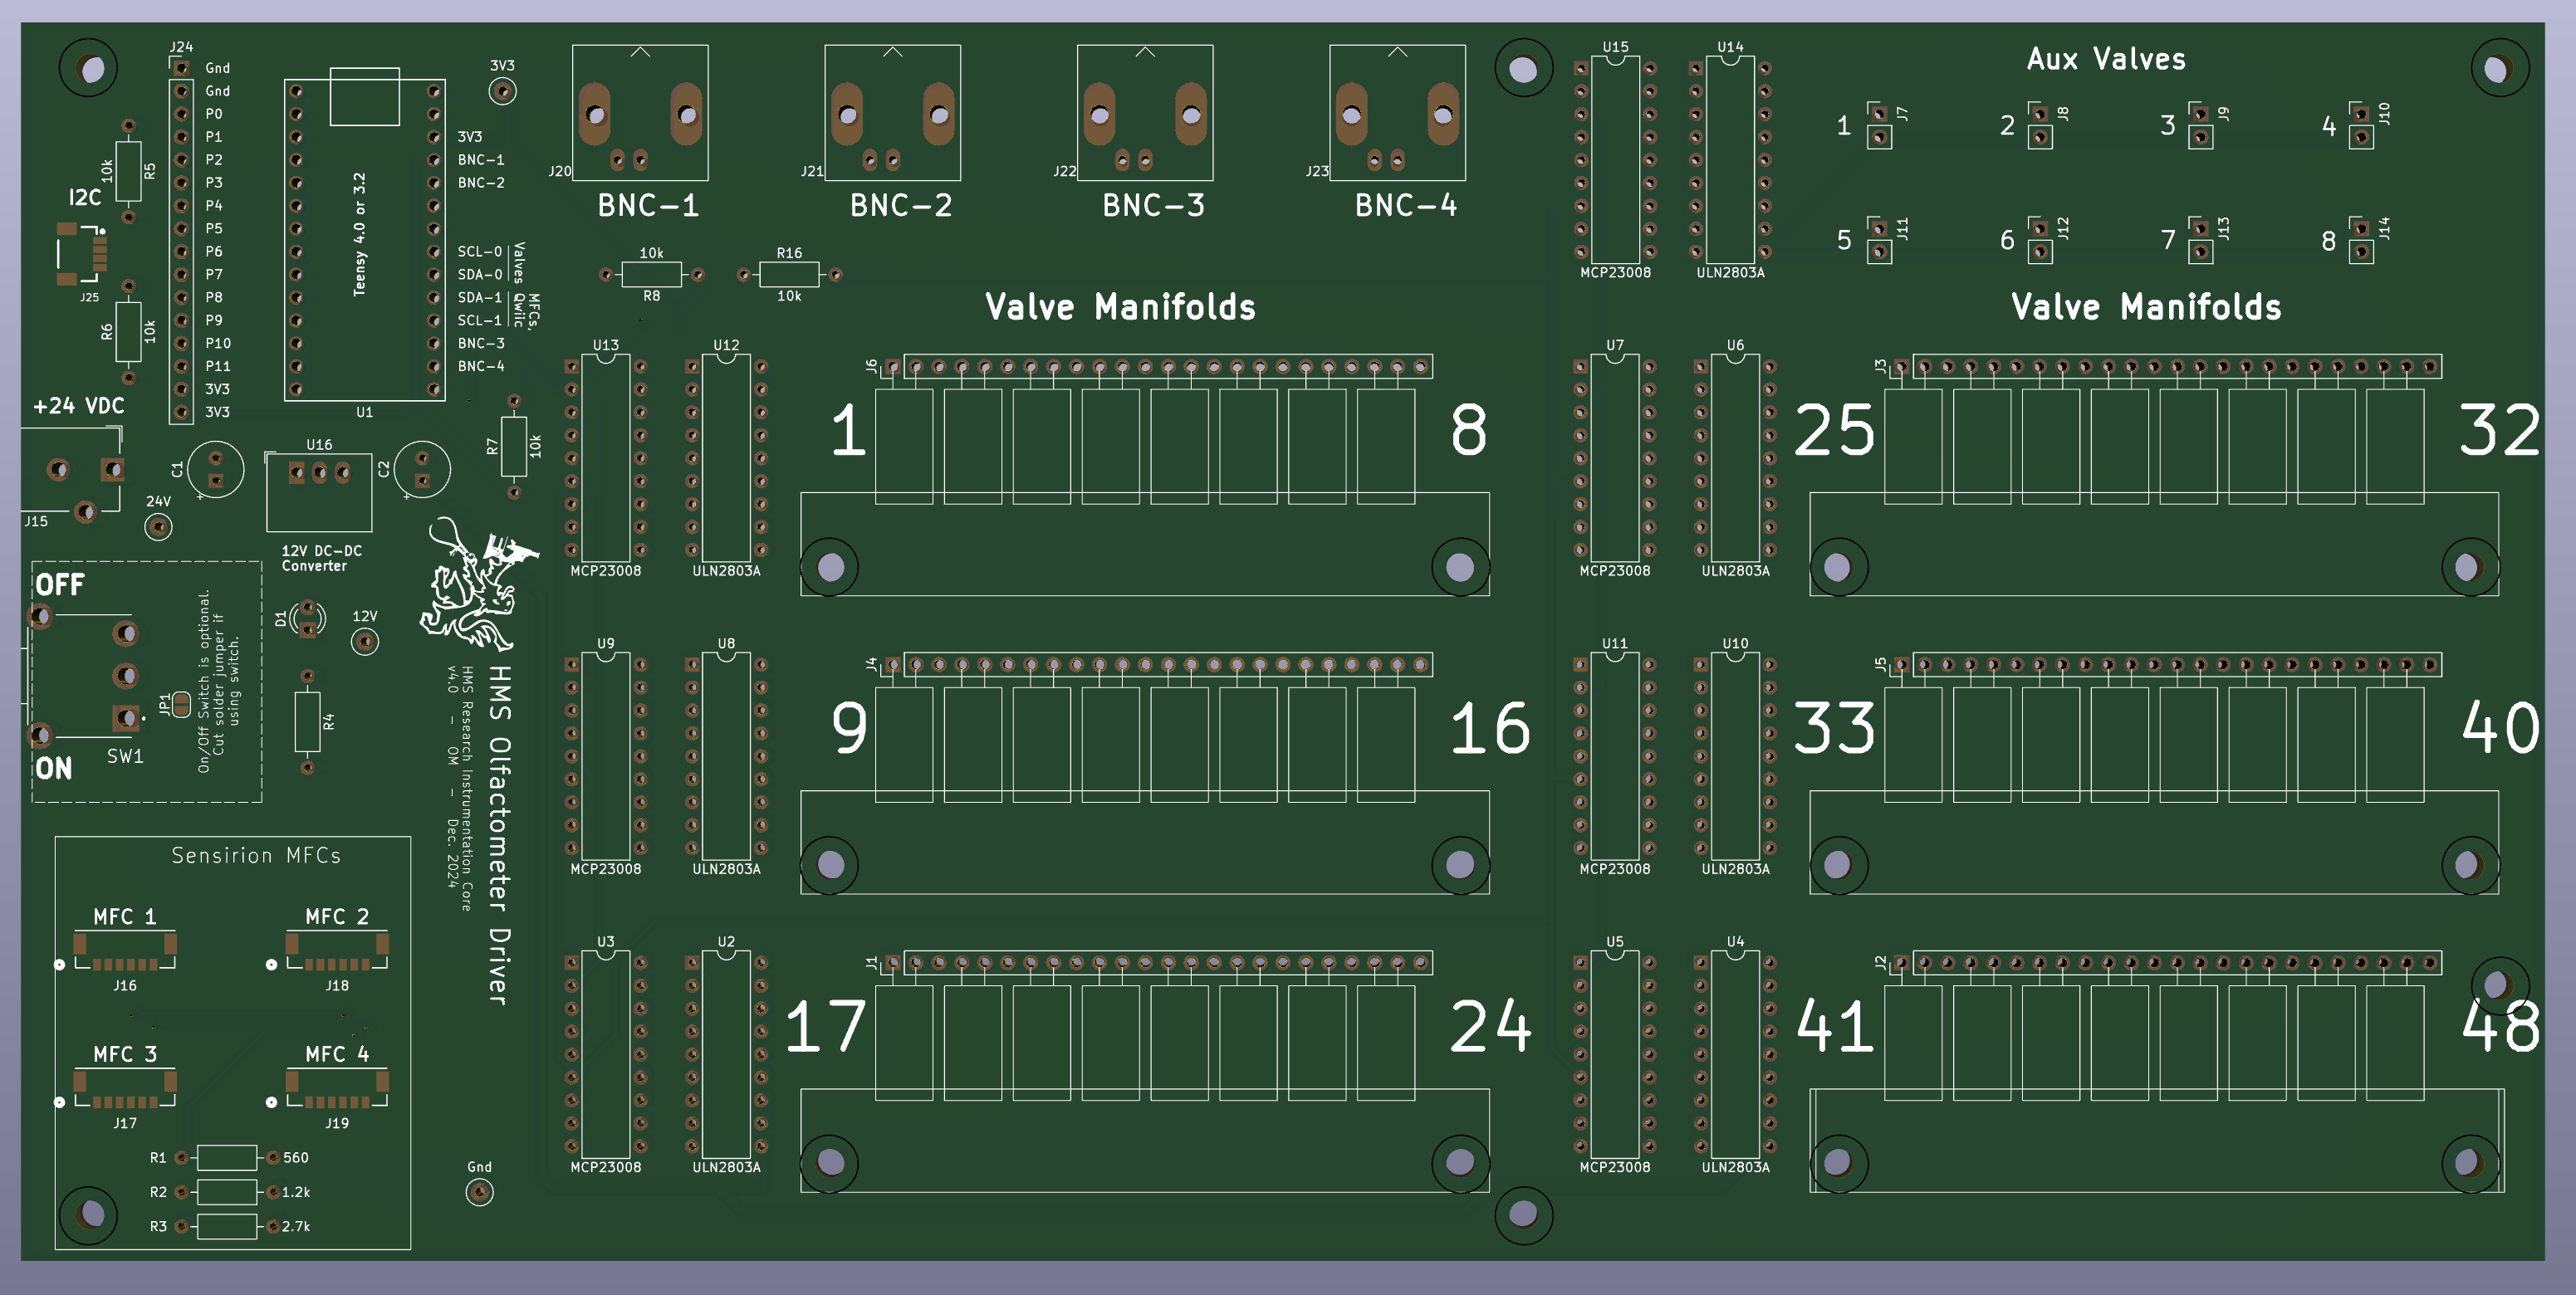 J24
Gnd
Gnd
P0
P1
P2
P3
P4
P5
P6
P7
P8
P9
P10
P11
3V3
3V3
10k
R5
I2C
J25
R6
10k
Teensy 4.0 or 3.2
U1
3V3
3V3
BNC-1
BNC-2
SCL-0
SDA-0
Valves
SDA-1
SCL-1
MFCs,
Qwiic
BNC-3
BNC-4
J20
BNC-1
J21
BNC-2
J22
BNC-3
J23
BNC-4
10k
R8
R16
10k
U15
MCP23008
U14
ULN2803A
Aux Valves
1
J7
2
J8
3
J9
4
J10
5
J11
6
J12
7
J13
8
J14
+24 VDC
J15
24V
C1
+
U16
12V DC-DC
Converter
C2
+
R7
10k
OFF
ON
SW1
JP1
On/Off Switch is optional.
Cut solder jumper if
using switch.
D1
12V
R4
HMS Olfactometer Driver
HMS Research Instrumentation Core
v4.0 - OM - Dec. 2024
Sensirion MFCs
MFC 1
J16
MFC 2
J18
MFC 3
J17
MFC 4
J19
R1
560
R2
1.2k
R3
2.7k
Gnd
Valve Manifolds
U13
MCP23008
U12
ULN2803A
J6
1
8
U9
MCP23008
U8
ULN2803A
J4
9
16
U3
MCP23008
U2
ULN2803A
J1
17
24
Valve Manifolds
U7
MCP23008
U6
ULN2803A
J3
25
32
U11
MCP23008
U10
ULN2803A
J5
33
40
U5
MCP23008
U4
ULN2803A
J2
41
48